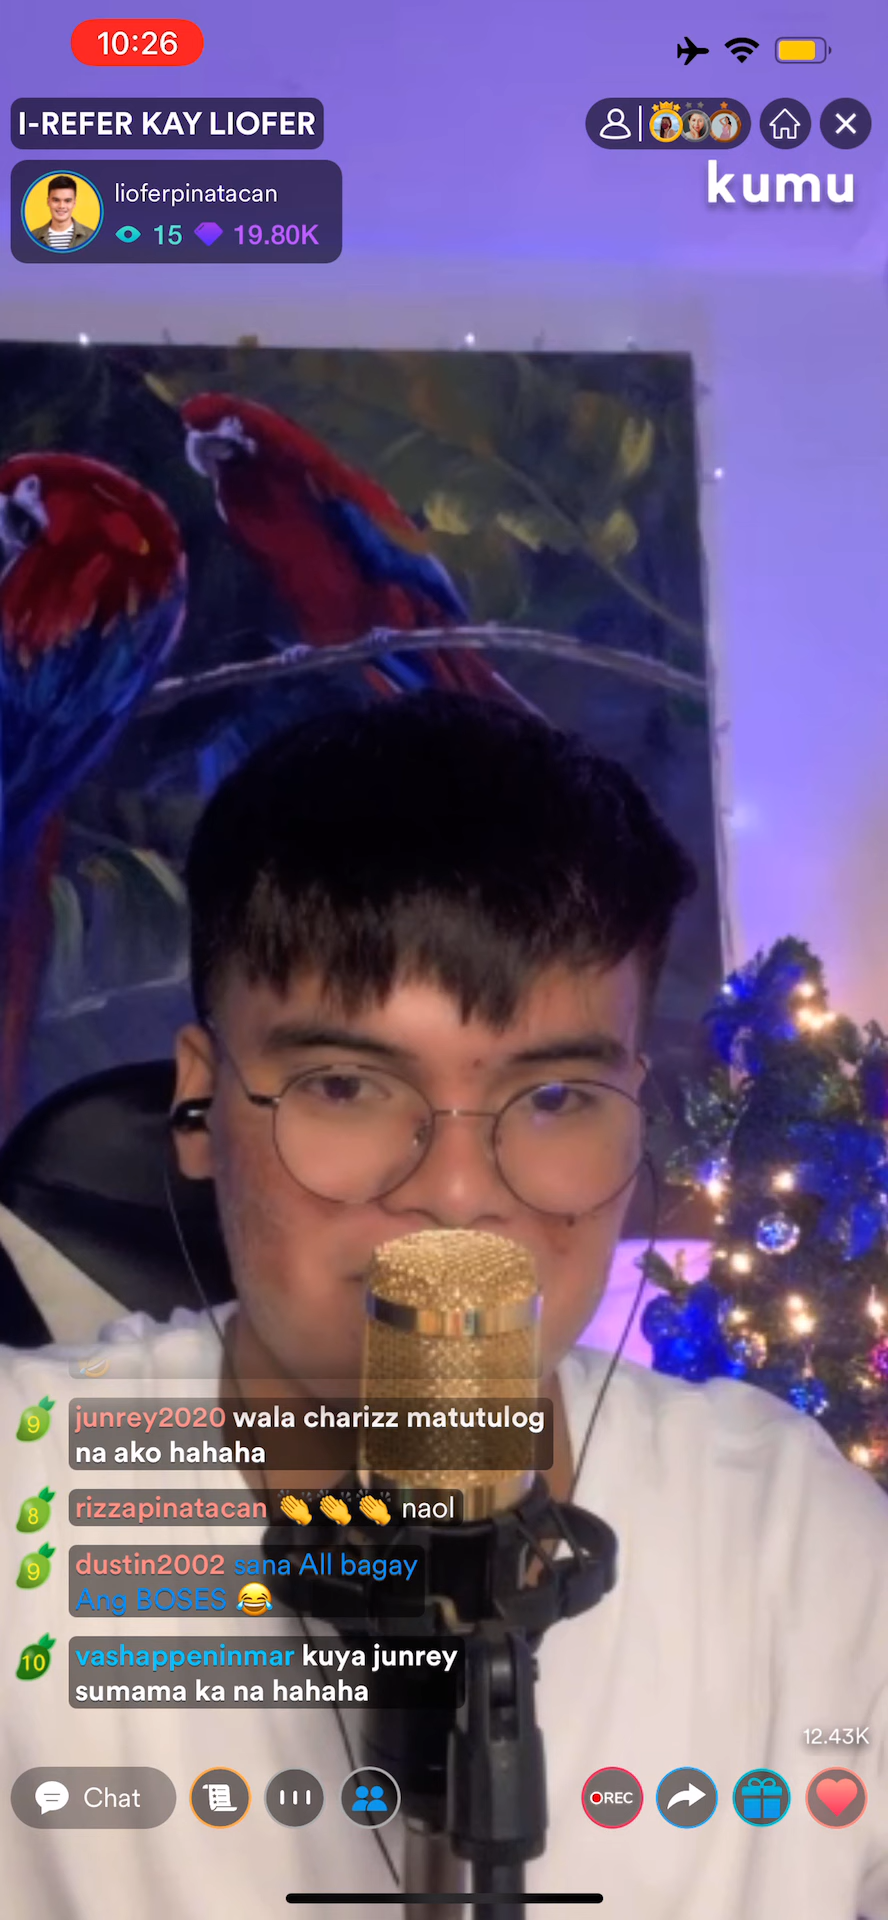 10:26
I-REFER KAY LIOFER
kumu
lioferpinatacan
15 19.80K
9 junrey2020 wala charizz matutulog
na ako hahaha
8 rizzapinatacan 👏👏👏 naol
9 dustin2002 sana All bagay
Ang BOSES 😂
10 vashappeninmar kuya junrey
sumama ka na hahaha
12.43K
Chat
REC